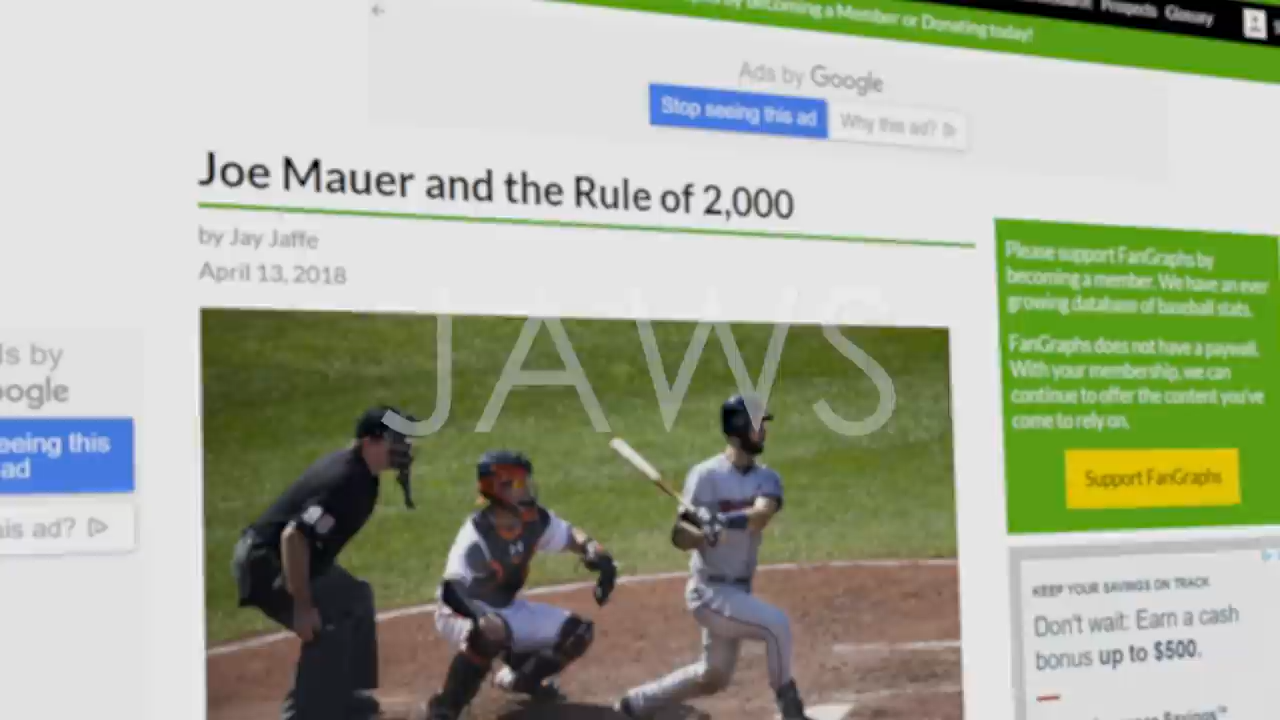 Prospects Glossary
by becoming a Member or Donating today!
Ads by Google
Stop seeing this ad
Why this ad?
Joe Mauer and the Rule of 2,000
by Jay Jaffe
April 13, 2018
JAWS
Please support FanGraphs by
becoming a member. We have an ever
growing database of baseball stats.
FanGraphs does not have a paywall.
With your membership, we can
continue to offer the content you've
come to rely on.
Support FanGraphs
by
seeing this
ad
ad?
KEEP YOUR SAVINGS ON TRACK
Don't wait: Earn a cash
bonus up to $500.